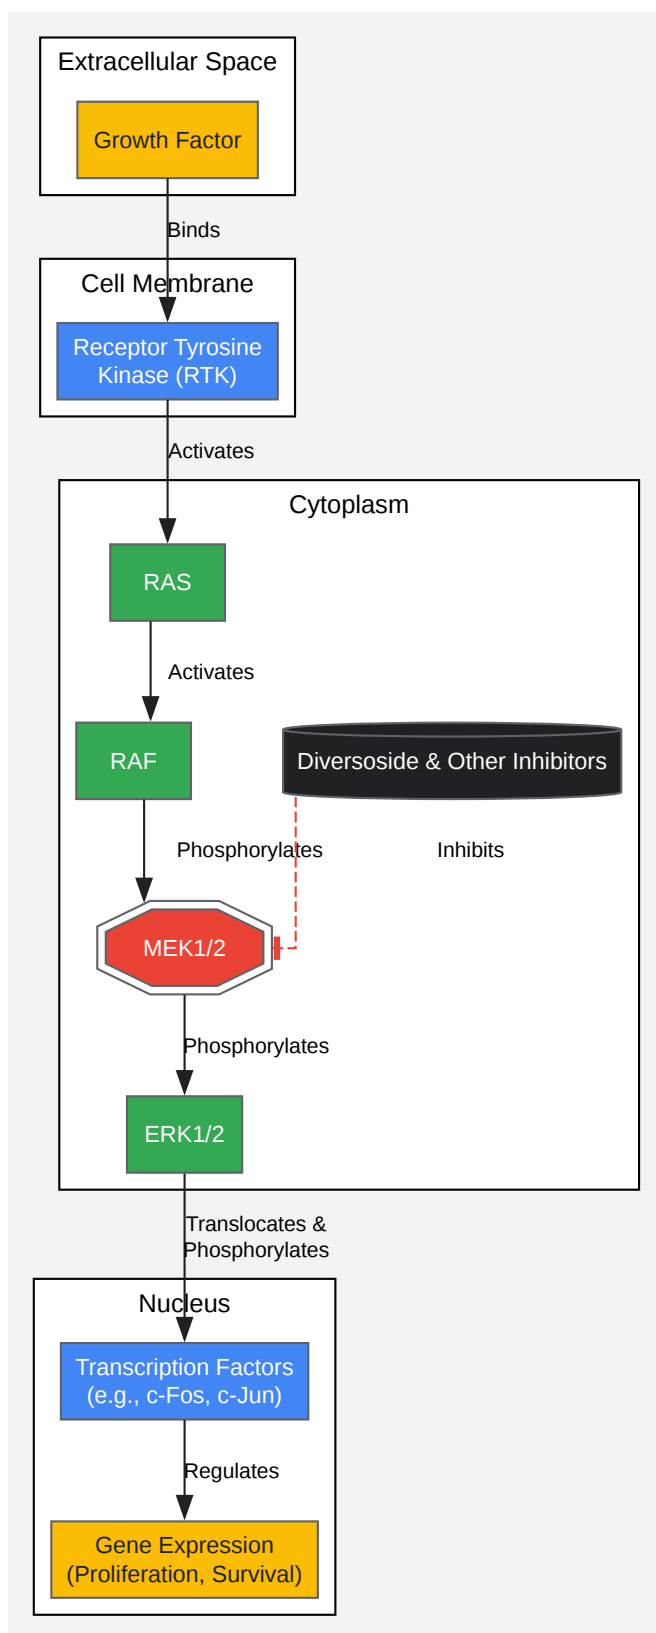 Extracellular Space
Growth Factor
Binds
Cell Membrane
Receptor Tyrosine
Kinase (RTK)
Activates
Cytoplasm
RAS
Activates
RAF
Diversoside & Other Inhibitors
Phosphorylates
Inhibits
MEK1/2
Phosphorylates
ERK1/2
Translocates &
Phosphorylates
Nucleus
Transcription Factors
(e.g., c-Fos, c-Jun)
Regulates
Gene Expression
(Proliferation, Survival)